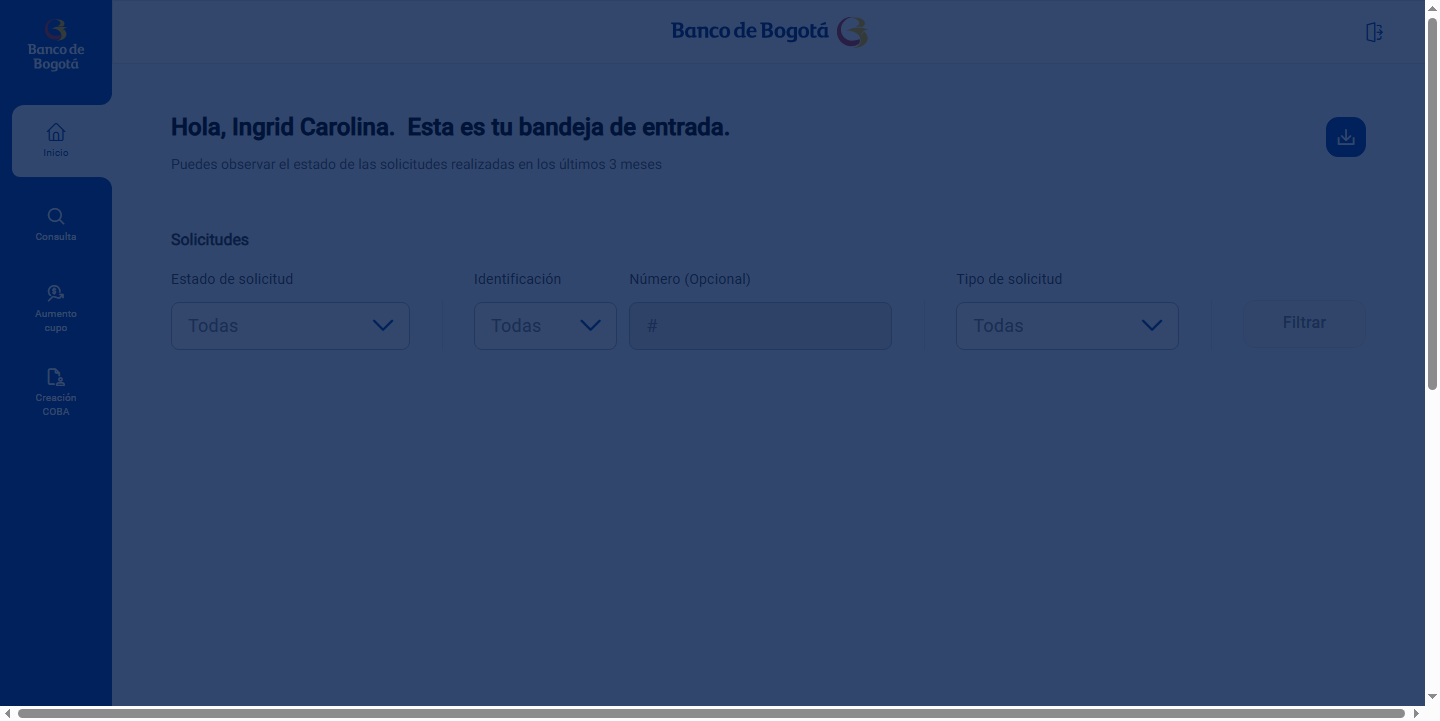 Banco de
Bogotá
Banco de Bogotá
Inicio
Consulta
Aumento
cupo
Creación
COBA
Hola, Ingrid Carolina.  Esta es tu bandeja de entrada.
Puedes observar el estado de las solicitudes realizadas en los últimos 3 meses
Solicitudes
Estado de solicitud
Identificación
Número (Opcional)
Tipo de solicitud
Todas
Todas
#
Todas
Filtrar